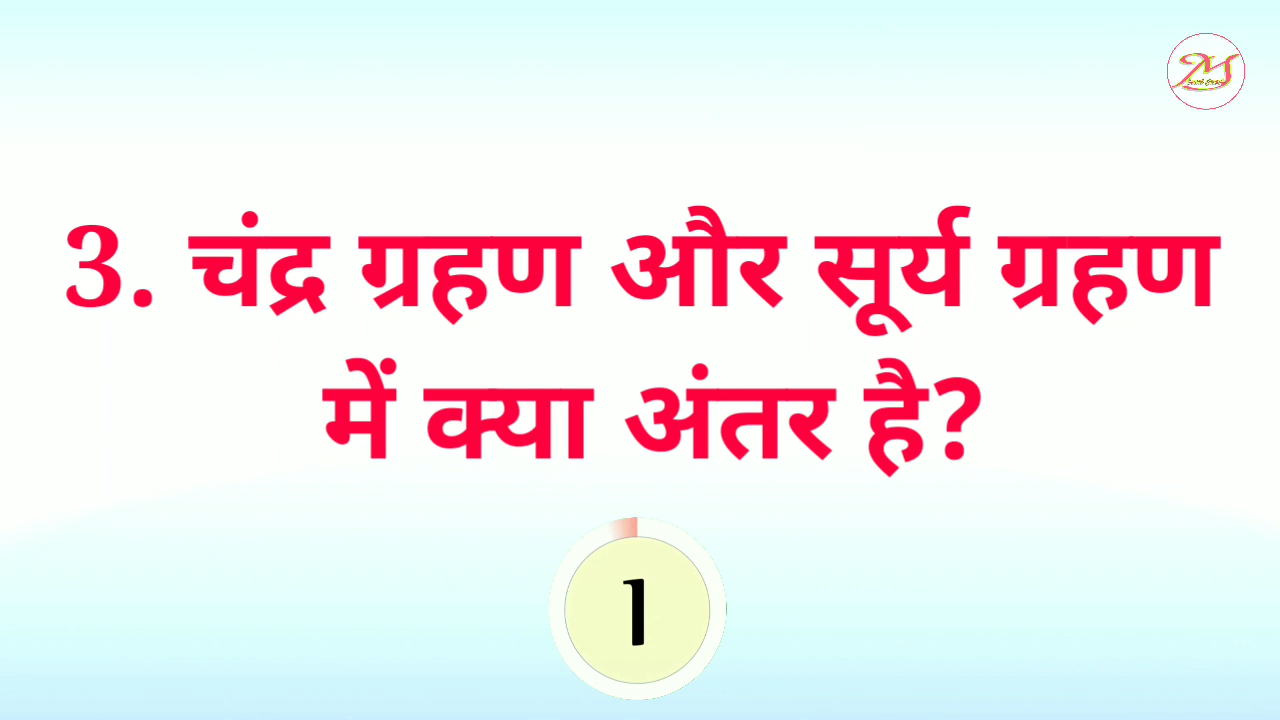 3. चंद्र ग्रहण और सूर्य ग्रहण
में क्या अंतर है?
1